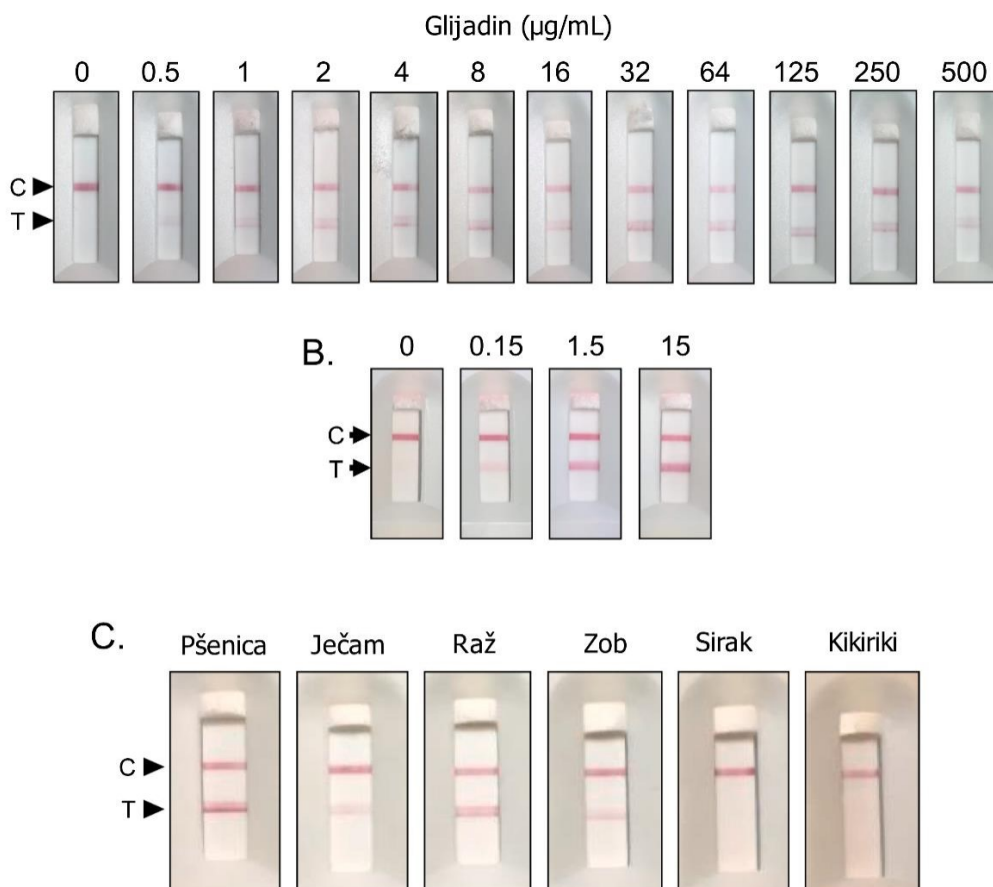 Glijadin (µg/mL)
0 0.5 1 2 4 8 16 32 64 125 250 500
C
T
B.
0 0.15 1.5 15
C
T
C.
Pšenica Ječam Raž Zob Sirak Kikiriki
C
T